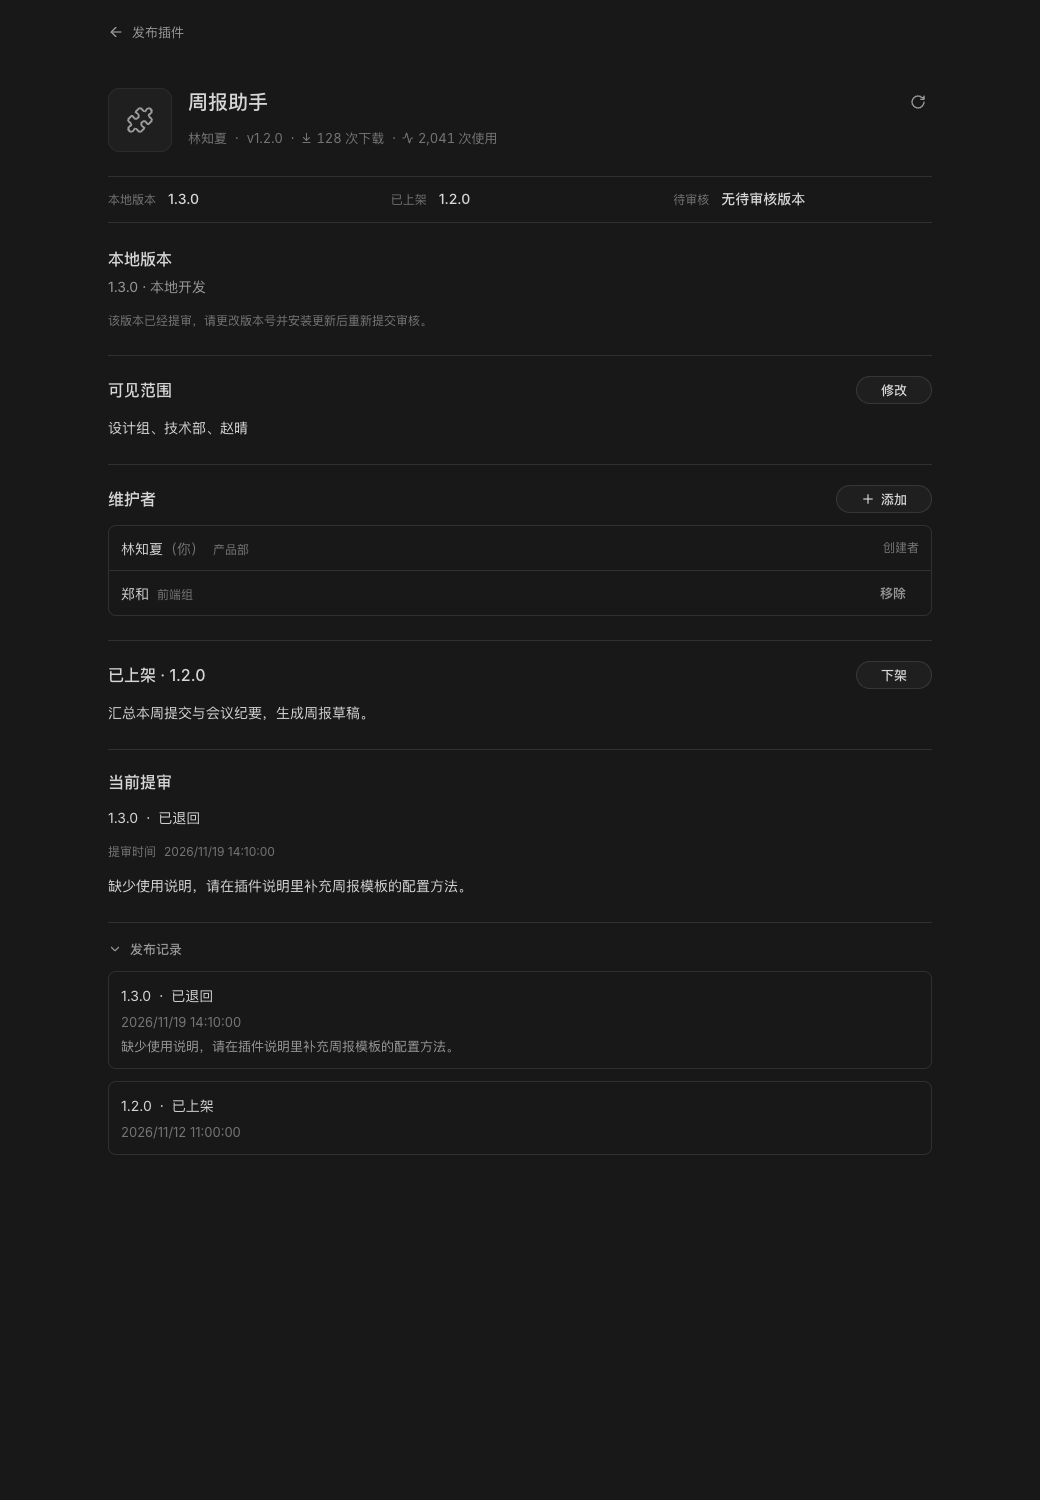 发布插件
周报助手
林知夏 · v1.2.0 · 128 次下载 · 2,041 次使用
本地版本 1.3.0 已上架 1.2.0 待审核 无待审核版本
本地版本
1.3.0 · 本地开发
该版本已经提审，请更改版本号并安装更新后重新提交审核。
可见范围 修改
设计组、技术部、赵晴
维护者 添加
林知夏（你） 产品部 创建者
郑和 前端组 移除
已上架 · 1.2.0 下架
汇总本周提交与会议纪要，生成周报草稿。
当前提审
1.3.0 · 已退回
提审时间 2026/11/19 14:10:00
缺少使用说明，请在插件说明里补充周报模板的配置方法。
发布记录
1.3.0 · 已退回
2026/11/19 14:10:00
缺少使用说明，请在插件说明里补充周报模板的配置方法。
1.2.0 · 已上架
2026/11/12 11:00:00